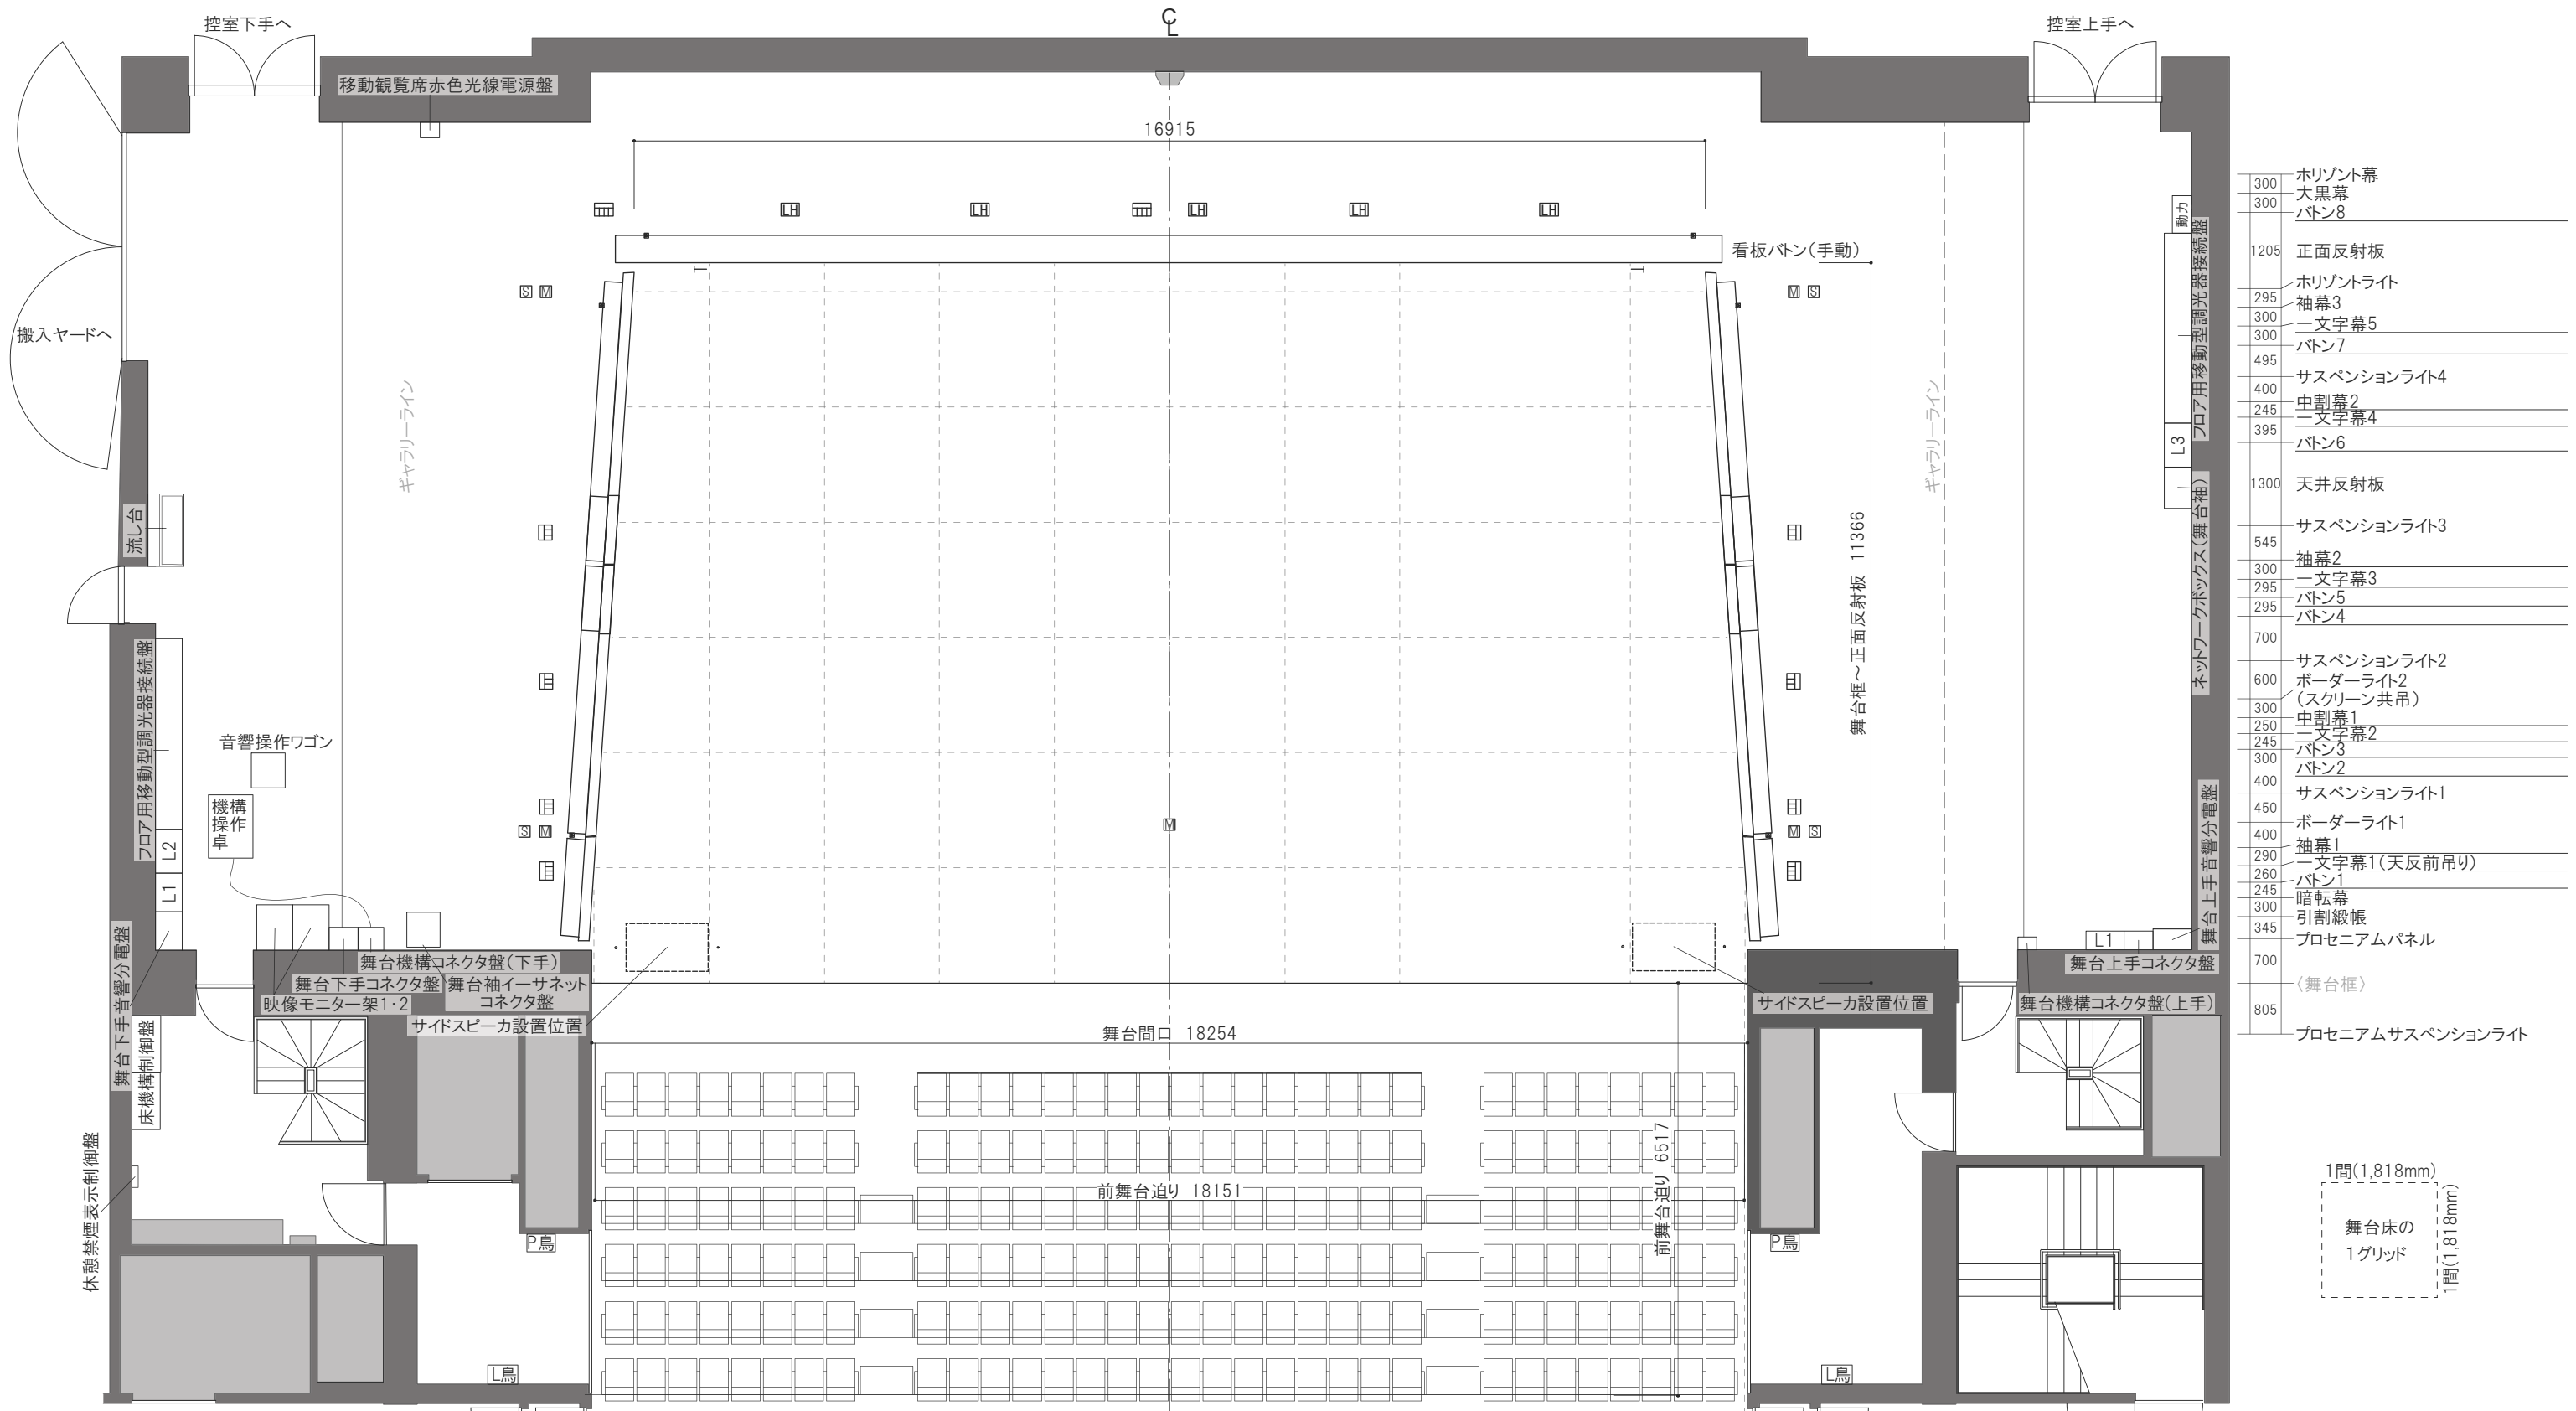 控室下手へ
℄
控室上手へ
移動観覧席赤色光線電源盤
16915
LH
LH
LH
LH
LH
看板バトン(手動)
S M
M S
搬入ヤードへ
ギャラリーライン
ギャラリーライン
動力
フロア用移動型調光器接続盤
L3
ネットワークボックス(舞台袖)
流し台
舞台框～正面反射板 11366
フロア用移動型調光器接続盤
音響操作ワゴン
機構
操作
卓
L2
L1
S M
M
M S
舞台下手音響分電盤
舞台上手音響分電盤
L1
舞台機構コネクタ盤(下手)
舞台下手コネクタ盤
舞台袖イーサネット
コネクタ盤
映像モニター架1・2
サイドスピーカ設置位置
サイドスピーカ設置位置
舞台上手コネクタ盤
舞台機構コネクタ盤(上手)
床機構制御盤
休憩禁煙表示制御盤
舞台間口 18254
前舞台迫り 18151
前舞台迫り 6517
P鳥
P鳥
L鳥
L鳥
ホリゾント幕
300
大黒幕
300
バトン8
1205
正面反射板
ホリゾントライト
295
袖幕3
300
一文字幕5
300
バトン7
495
サスペンションライト4
400
中割幕2
245
一文字幕4
395
バトン6
1300
天井反射板
サスペンションライト3
545
袖幕2
300
一文字幕3
295
バトン5
295
バトン4
700
サスペンションライト2
600
ボーダーライト2
(スクリーン共吊)
300
中割幕1
250
一文字幕2
245
バトン3
300
バトン2
400
サスペンションライト1
450
ボーダーライト1
400
袖幕1
290
一文字幕1(天反前吊り)
260
バトン1
245
暗転幕
300
引割緞帳
345
プロセニアムパネル
700
〈舞台框〉
805
プロセニアムサスペンションライト
1間(1,818mm)
舞台床の
1グリッド
1間(1,818mm)